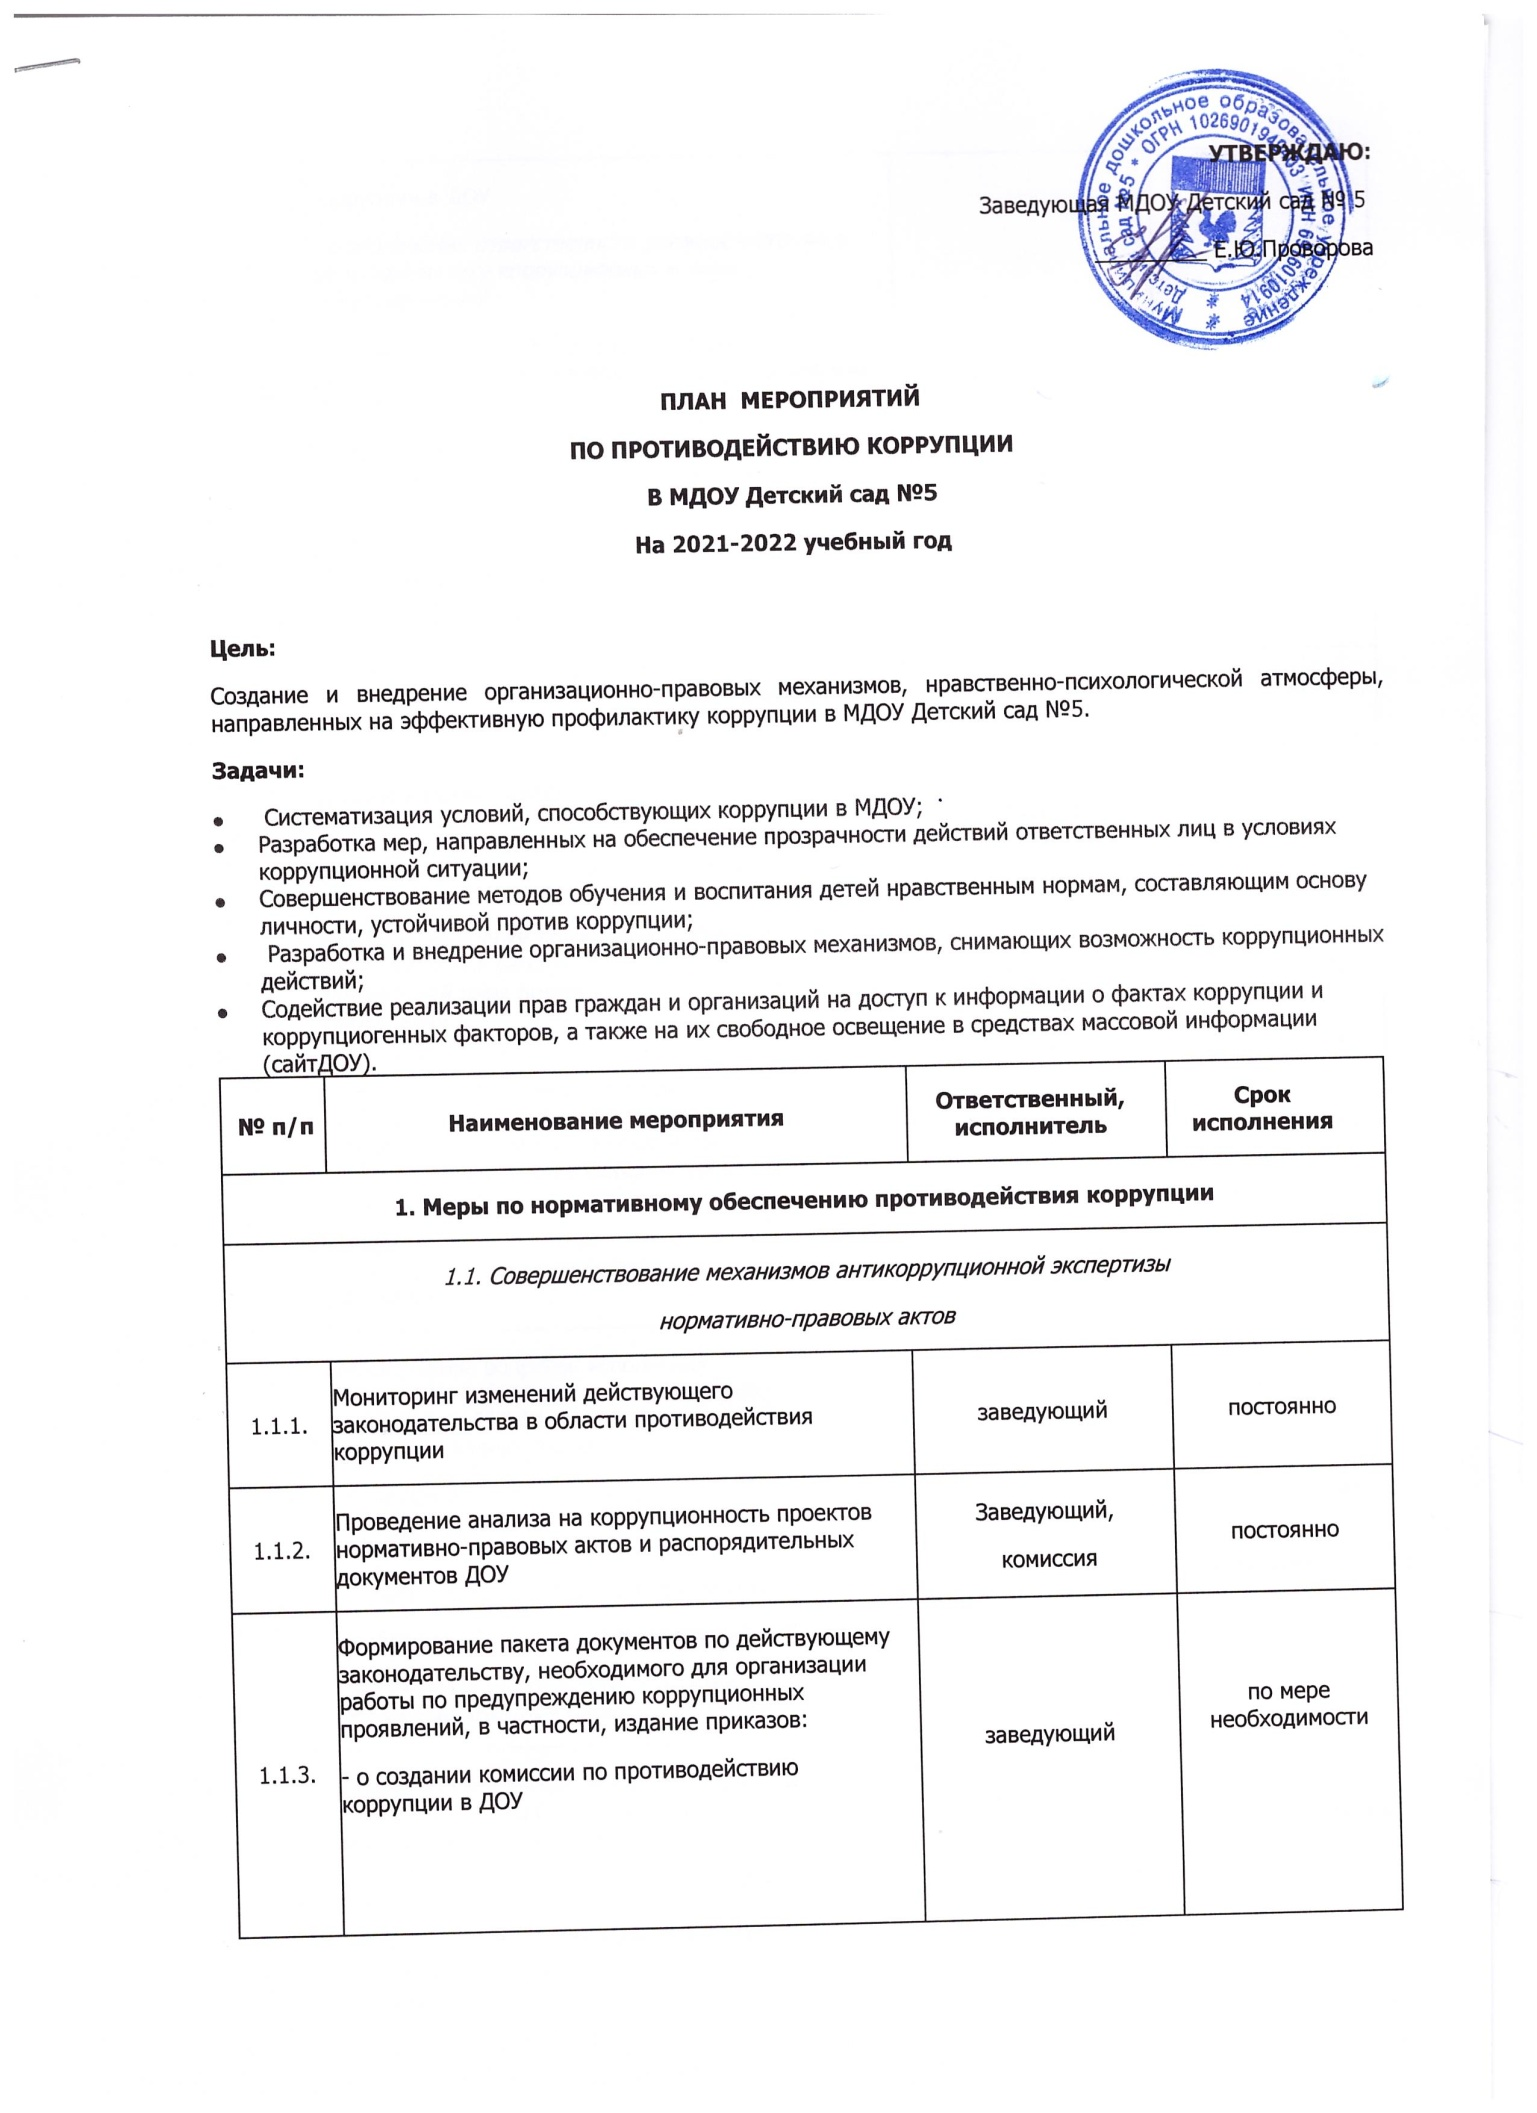 УТВЕРЖДАЮ:
Заведующая МДОУ Детский сад № 5
Е.Ю.Проворова
Муниципальное дошкольное образовательное учреждение
Детский сад №5 * ОГРН
ПЛАН МЕРОПРИЯТИЙ
ПО ПРОТИВОДЕЙСТВИЮ КОРРУПЦИИ
В МДОУ Детский сад №5
На 2021-2022 учебный год
Цель:
Создание и внедрение организационно-правовых механизмов, нравственно-психологической атмосферы,
направленных на эффективную профилактику коррупции в МДОУ Детский сад №5.
Задачи:
• Систематизация условий, способствующих коррупции в МДОУ;
• Разработка мер, направленных на обеспечение прозрачности действий ответственных лиц в условиях
коррупционной ситуации;
• Совершенствование методов обучения и воспитания детей нравственным нормам, составляющим основу
личности, устойчивой против коррупции;
• Разработка и внедрение организационно-правовых механизмов, снимающих возможность коррупционных
действий;
• Содействие реализации прав граждан и организаций на доступ к информации о фактах коррупции и
коррупциогенных факторов, а также на их свободное освещение в средствах массовой информации
(сайтДОУ).
№ п/п
Наименование мероприятия
Ответственный,
исполнитель
Срок
исполнения
1. Меры по нормативному обеспечению противодействия коррупции
1.1. Совершенствование механизмов антикоррупционной экспертизы
нормативно-правовых актов
1.1.1.
Мониторинг изменений действующего
законодательства в области противодействия
коррупции
заведующий
постоянно
1.1.2.
Проведение анализа на коррупционность проектов
нормативно-правовых актов и распорядительных
документов ДОУ
Заведующий,
комиссия
постоянно
1.1.3.
Формирование пакета документов по действующему
законодательству, необходимого для организации
работы по предупреждению коррупционных
проявлений, в частности, издание приказов:
- о создании комиссии по противодействию
коррупции в ДОУ
заведующий
по мере
необходимости